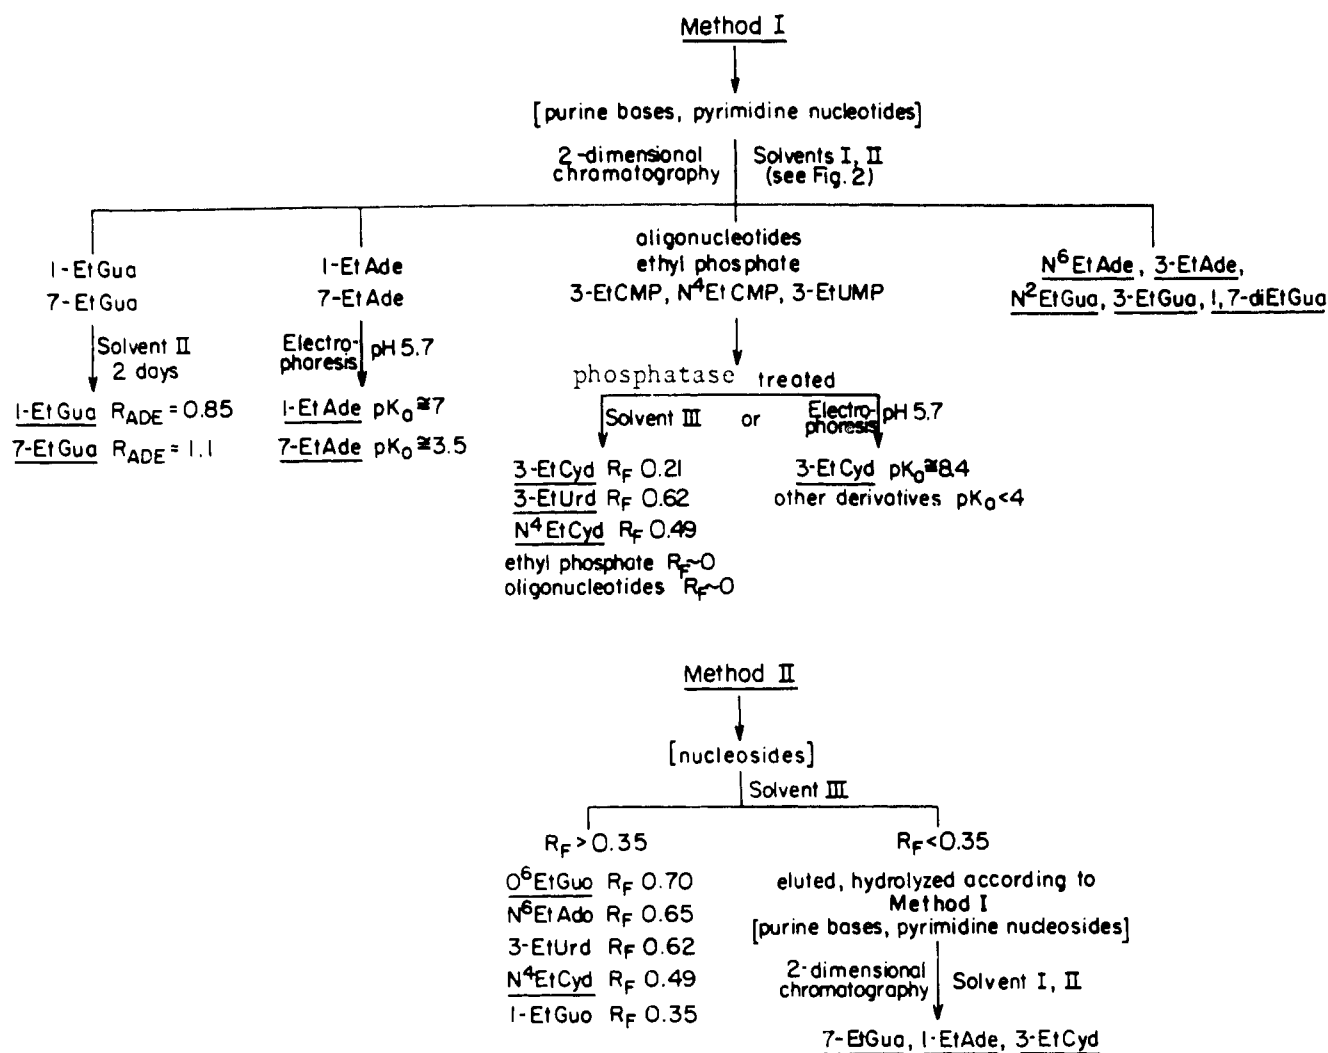 Method I
[purine bases, pyrimidine nucleotides]
2-dimensional chromatography
Solvents I, II (see Fig. 2)
1-EtGua
7-EtGua
Solvent II
2 days
1-EtGua R_ADE = 0.85
7-EtGua R_ADE = 1.1
1-EtAde
7-EtAde
Electrophoresis pH 5.7
1-EtAde pKa ≅ 7
7-EtAde pKa ≅ 3.5
oligonucleotides
ethyl phosphate
3-EtCMP, N⁴EtCMP, 3-EtUMP
phosphatase treated
Solvent III or Electrophoresis pH 5.7
3-EtCyd R_F 0.21
3-EtUrd R_F 0.62
N⁴EtCyd R_F 0.49
ethyl phosphate R_F~0
oligonucleotides R_F~0
3-EtCyd pKa≅8.4
other derivatives pKa<4
N⁶EtAde, 3-EtAde,
N²EtGua, 3-EtGua, 1,7-diEtGua
Method II
[nucleosides]
Solvent III
R_F > 0.35
O⁶EtGuo R_F 0.70
N⁶EtAdo R_F 0.65
3-EtUrd R_F 0.62
N⁴EtCyd R_F 0.49
1-EtGuo R_F 0.35
R_F < 0.35
eluted, hydrolyzed according to
Method I
[purine bases, pyrimidine nucleosides]
2-dimensional chromatography
Solvent I, II
7-EtGua, 1-EtAde, 3-EtCyd